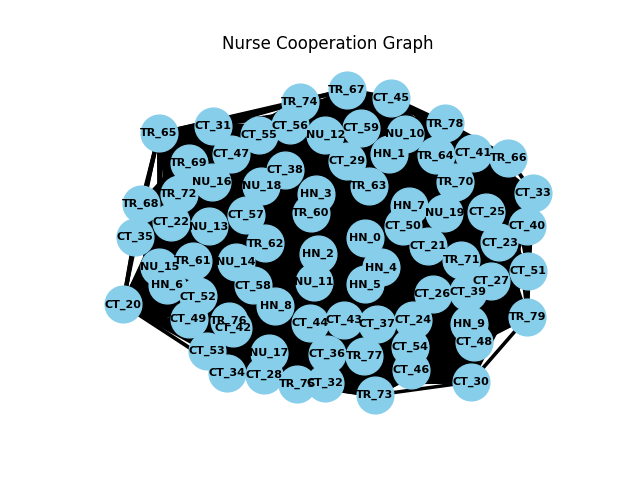 Nurse Cooperation Graph
TR_67
TR_74
CT_45
CT_31
CT_56
TR_78
TR_65
CT_55
NU_12
CT_59
NU_10
CT_47
CT_29
HN_1
TR_64
CT_41
TR_66
TR_69
CT_38
NU_16
NU_18
TR_63
TR_70
TR_72
HN_3
CT_33
TR_68
HN_7
TR_60
CT_57
NU_19
CT_25
CT_22
NU_13
CT_50
CT_40
CT_35
HN_0
TR_62
CT_21
CT_23
HN_2
TR_61
NU_14
TR_71
NU_15
HN_4
CT_51
HN_6
CT_58
NU_11
HN_5
CT_27
CT_39
CT_52
CT_26
CT_20
HN_8
CT_49
TR_76
CT_42
CT_44
CT_43
CT_37
CT_24
HN_9
TR_79
CT_53
NU_17
CT_36
TR_77
CT_54
CT_48
CT_34
CT_28
CT_46
TR_75
CT_32
CT_30
TR_73